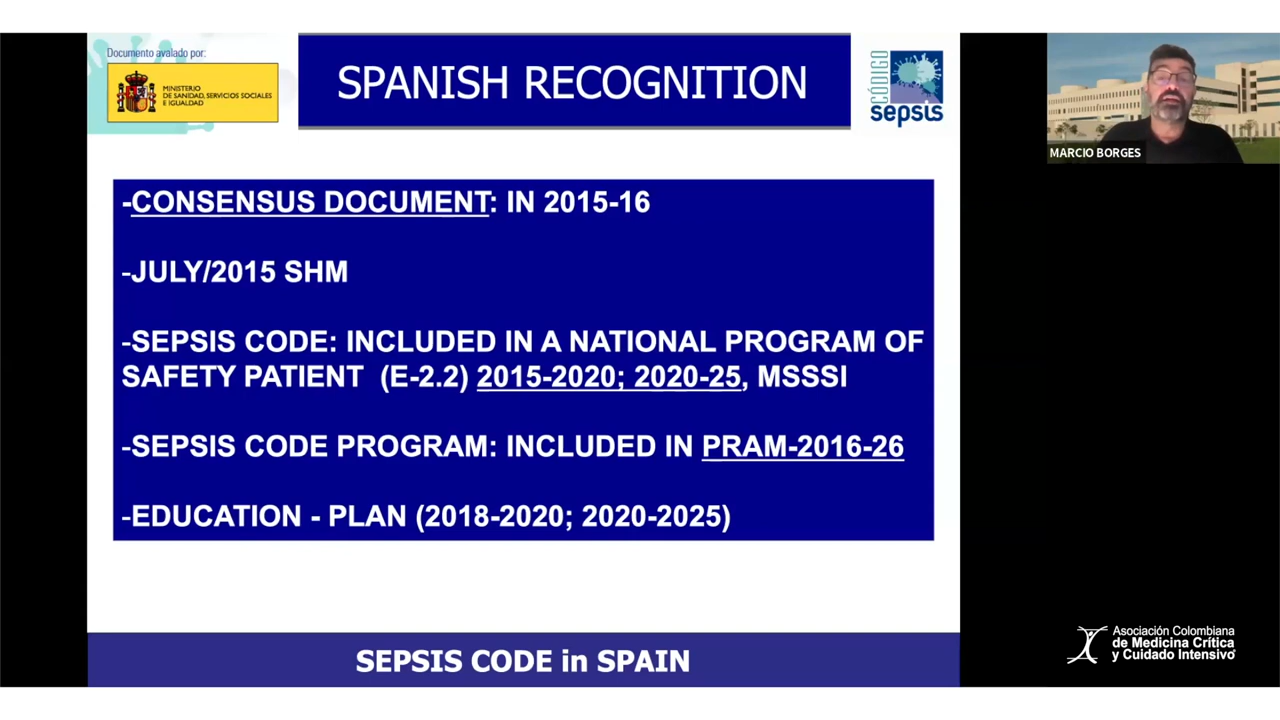 Documento avalado por:
MINISTERIO
DE SANIDAD, SERVICIOS SOCIALES
E IGUALDAD
SPANISH RECOGNITION
CÓDIGO
sepsis
MARCIO BORGES
-CONSENSUS DOCUMENT: IN 2015-16
-JULY/2015 SHM
-SEPSIS CODE: INCLUDED IN A NATIONAL PROGRAM OF
SAFETY PATIENT (E-2.2) 2015-2020; 2020-25, MSSSI
-SEPSIS CODE PROGRAM: INCLUDED IN PRAM-2016-26
-EDUCATION - PLAN (2018-2020; 2020-2025)
SEPSIS CODE in SPAIN
Asociación Colombiana
de Medicina Crítica
y Cuidado Intensivo